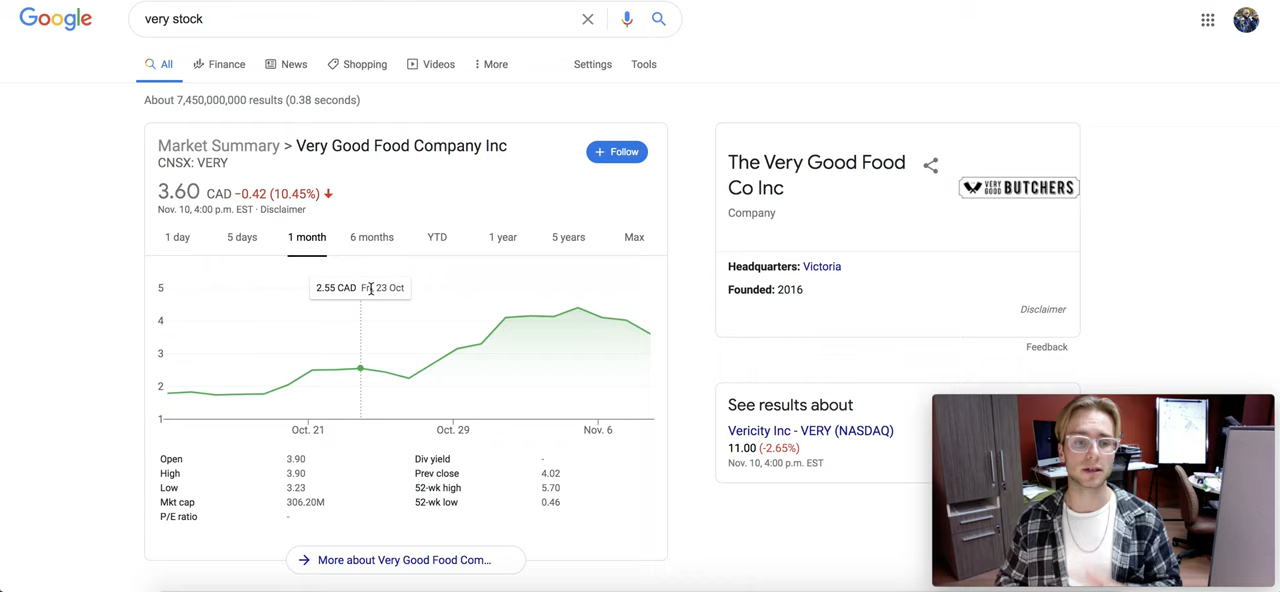 Google
very stock
All
Finance
News
Shopping
Videos
More
Settings
Tools
About 7,450,000,000 results (0.38 seconds)
Market Summary > Very Good Food Company Inc
CNSX: VERY
+ Follow
3.60 CAD −0.42 (10.45%)
Nov. 10, 4:00 p.m. EST · Disclaimer
1 day
5 days
1 month
6 months
YTD
1 year
5 years
Max
2.55 CAD Fri 23 Oct
5
4
3
2
1
Oct. 21
Oct. 29
Nov. 6
Open 3.90
High 3.90
Low 3.23
Mkt cap 306.20M
P/E ratio -
Div yield -
Prev close 4.02
52-wk high 5.70
52-wk low 0.46
More about Very Good Food Com...
The Very Good Food
Co Inc
VERY GOOD BUTCHERS
Company
Headquarters: Victoria
Founded: 2016
Disclaimer
Feedback
See results about
Vericity Inc - VERY (NASDAQ)
11.00 (-2.65%)
Nov. 10, 4:00 p.m. EST